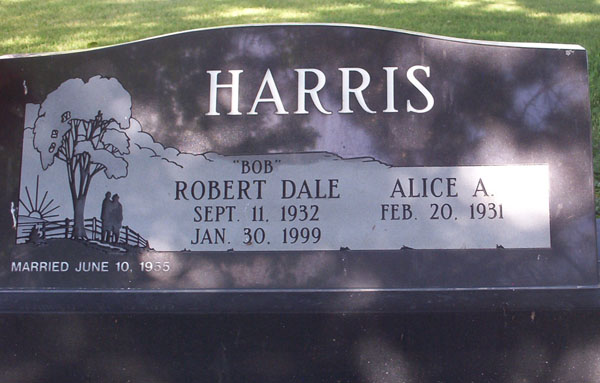 HARRIS
"BOB"
ROBERT DALE
SEPT. 11, 1932
JAN. 30, 1999
ALICE A.
FEB. 20, 1931
MARRIED JUNE 10, 1955